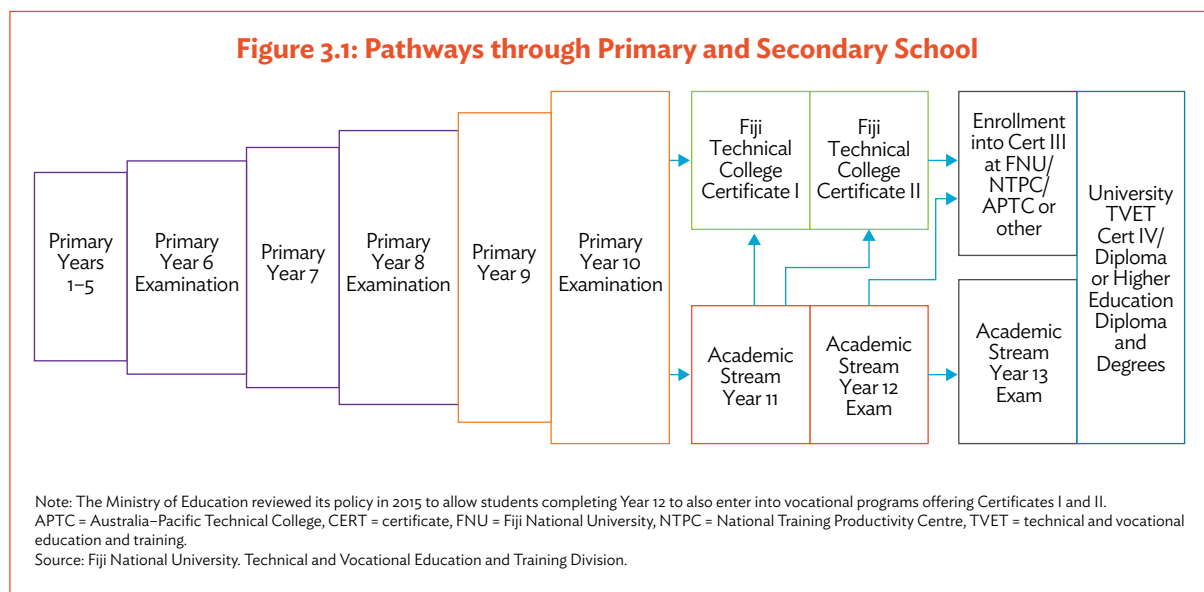 Figure 3.1: Pathways through Primary and Secondary School
Primary
Years
1–5
Primary
Year 6
Examination
Primary
Year 7
Primary
Year 8
Examination
Primary
Year 9
Primary
Year 10
Examination
Fiji
Technical
College
Certificate I
Fiji
Technical
College
Certificate II
Enrollment
into Cert III
at FNU/
NTPC/
APTC or
other
University
TVET
Cert IV/
Diploma
or Higher
Education
Diploma
and
Degrees
Academic
Stream
Year 11
Academic
Stream
Year 12
Exam
Academic
Stream
Year 13
Exam
Note: The Ministry of Education reviewed its policy in 2015 to allow students completing Year 12 to also enter into vocational programs offering Certificates I and II.
APTC = Australia–Pacific Technical College, CERT = certificate, FNU = Fiji National University, NTPC = National Training Productivity Centre, TVET = technical and vocational
education and training.
Source: Fiji National University. Technical and Vocational Education and Training Division.